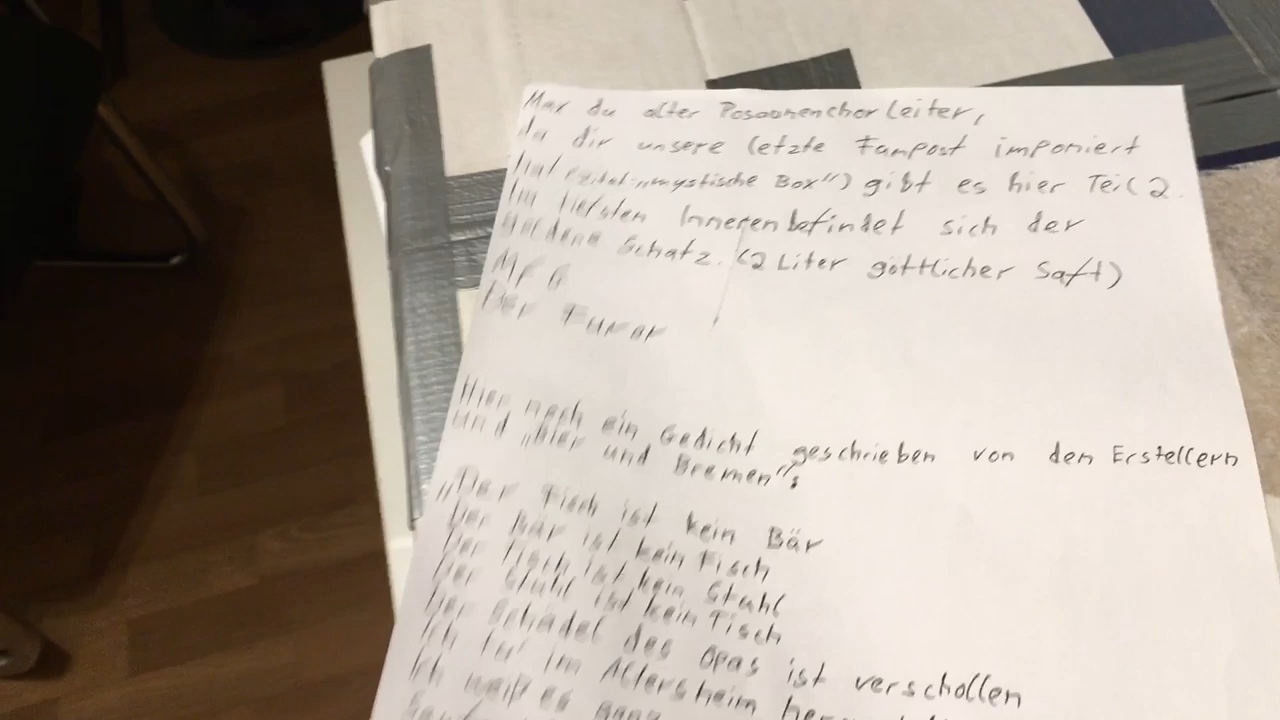 Max du alter Posaunenchorleiter,
da dir unsere letzte Fanpost imponiert
hat (zitat: „mystische Box") gibt es hier Teil 2.
Im tiefsten Inneren befindet sich der
goldene Schatz. (2 Liter göttlicher Saft)
MFG
Der
Hier noch ein Gedicht geschrieben von den Erstellern
und „Bier und Bremen":
„Der Fisch ist kein Bär
Der Bär ist kein Fisch
Der Tisch ist kein Stuhl
Der Stuhl ist kein Tisch
Der Schädel des Opas ist verschollen
Ich im Altersheim
Ich weiß es ganz